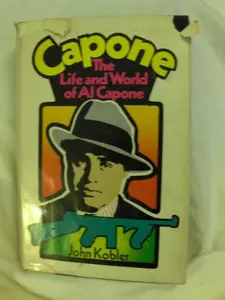 Capone
The
Life and World
of Al Capone
John Kobler